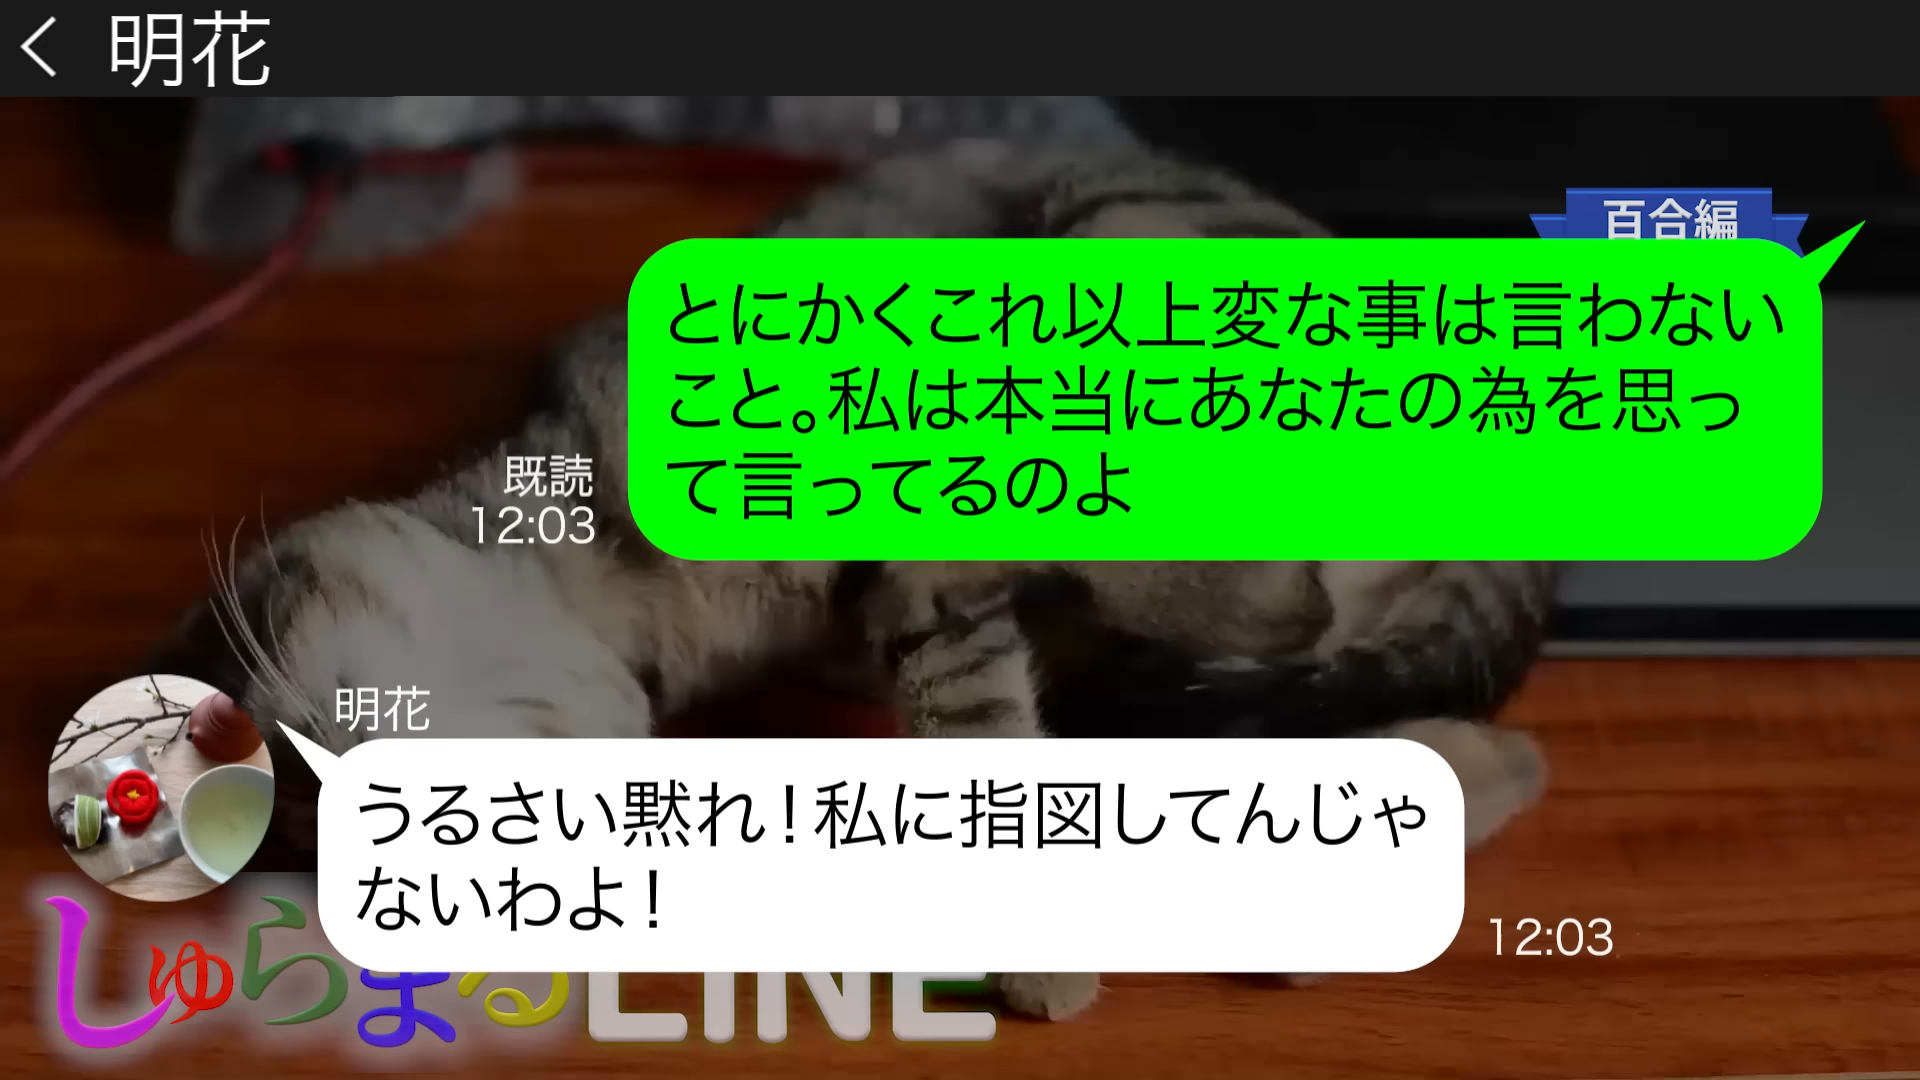 明花
百合編
とにかくこれ以上変な事は言わない
こと。私は本当にあなたの為を思っ
て言ってるのよ
既読
12:03
明花
うるさい黙れ！私に指図してんじゃ
ないわよ！
12:03
しゅらまるLINE